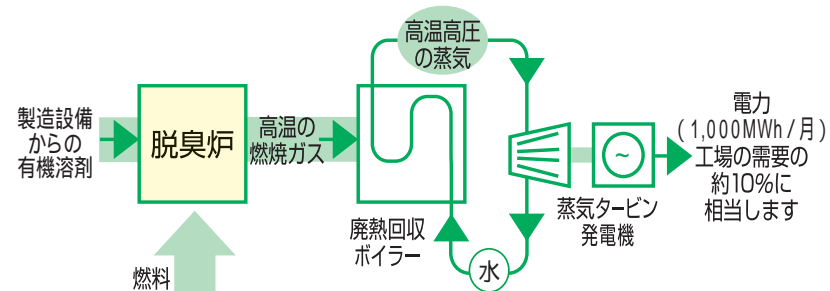 製造設備
からの
有機溶剤
脱臭炉
燃料
高温の
燃焼ガス
高温高圧
の蒸気
廃熱回収
ボイラー
水
~
蒸気タービン
発電機
電力
(1,000MWh/月)
工場の需要の
約10%に
相当します